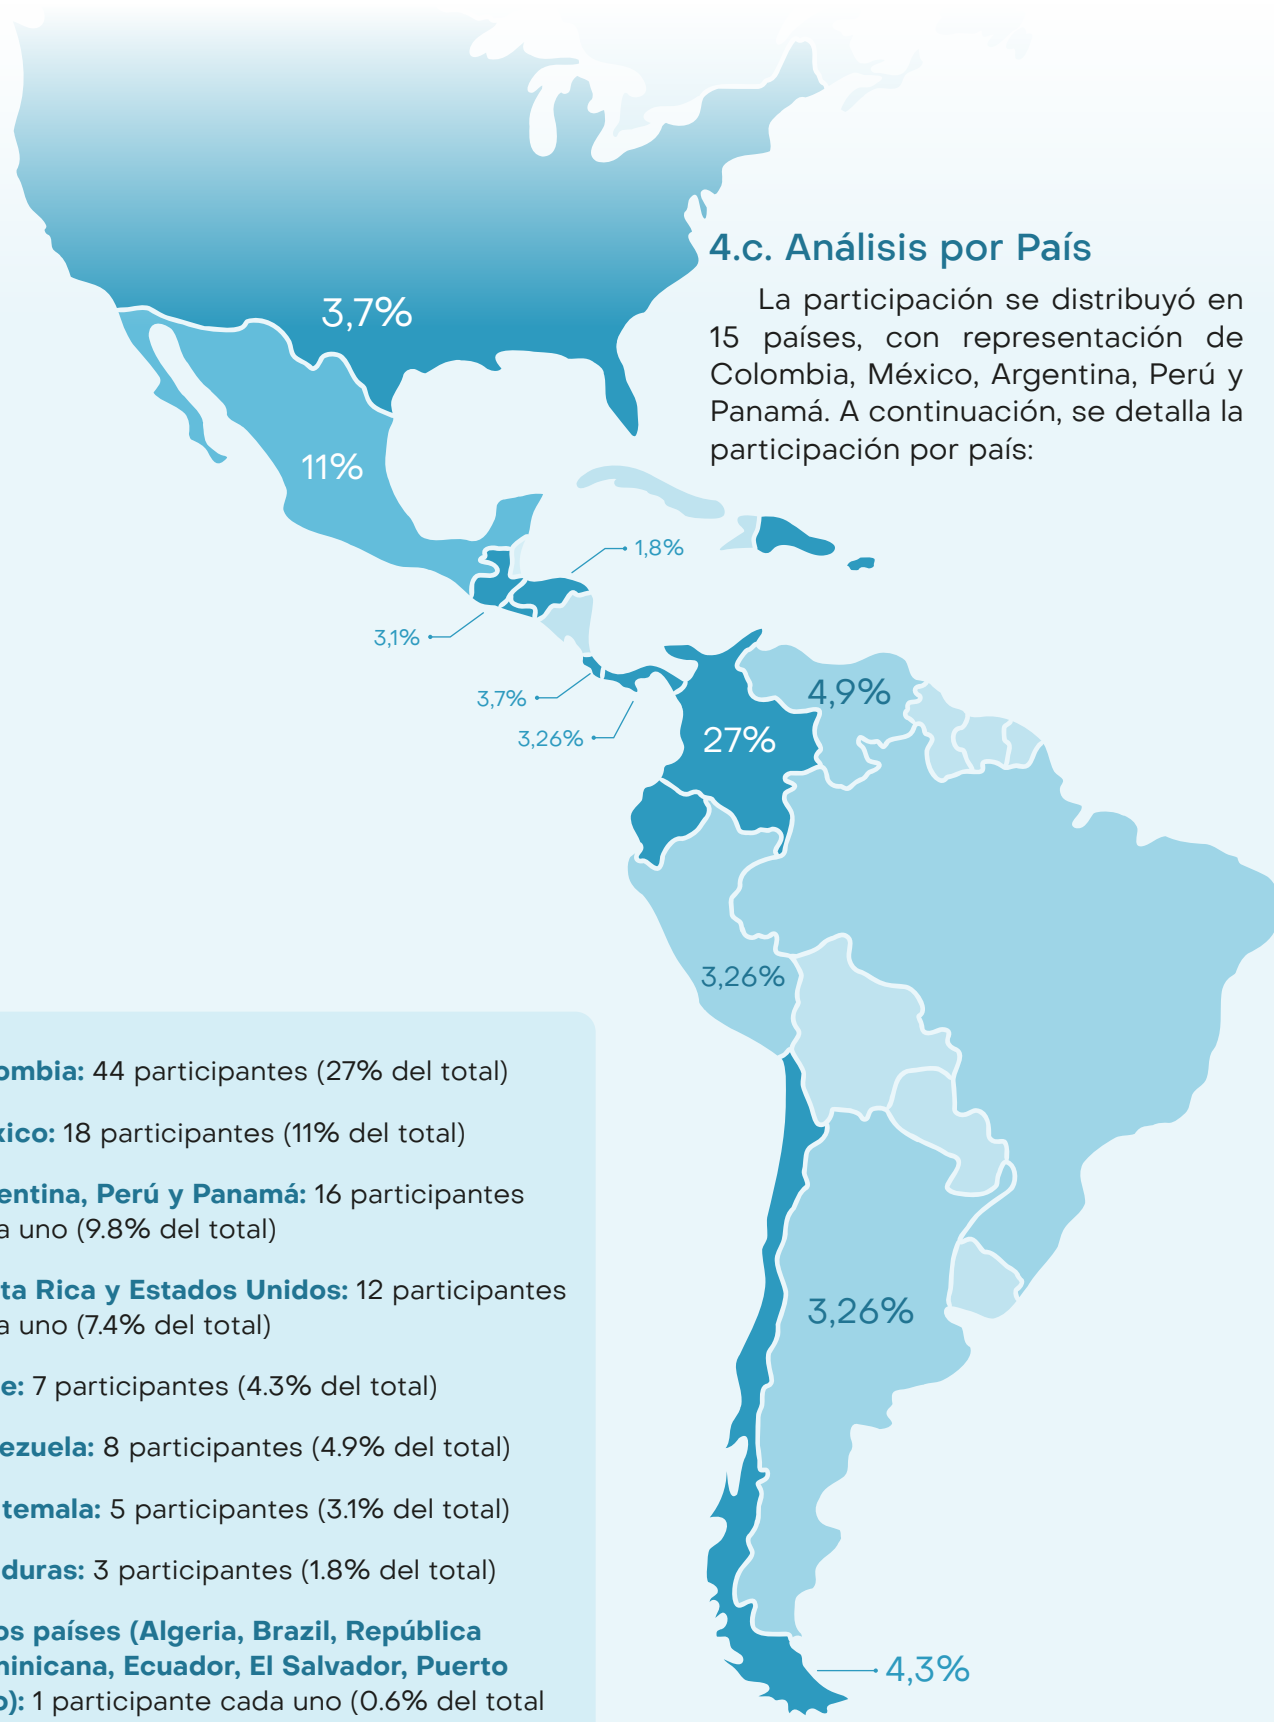 3,7%
4.c. Análisis por País
La participación se distribuyó en
15 países, con representación de
Colombia, México, Argentina, Perú y
Panamá. A continuación, se detalla la
participación por país:
11%
1,8%
3,1%
3,7%
3,26%
4,9%
27%
3,26%
3,26%
4,3%
ombia: 44 participantes (27% del total)
xico: 18 participantes (11% del total)
entina, Perú y Panamá: 16 participantes
a uno (9.8% del total)
ta Rica y Estados Unidos: 12 participantes
a uno (7.4% del total)
e: 7 participantes (4.3% del total)
ezuela: 8 participantes (4.9% del total)
temala: 5 participantes (3.1% del total)
duras: 3 participantes (1.8% del total)
os países (Algeria, Brazil, República
minicana, Ecuador, El Salvador, Puerto
o): 1 participante cada uno (0.6% del total